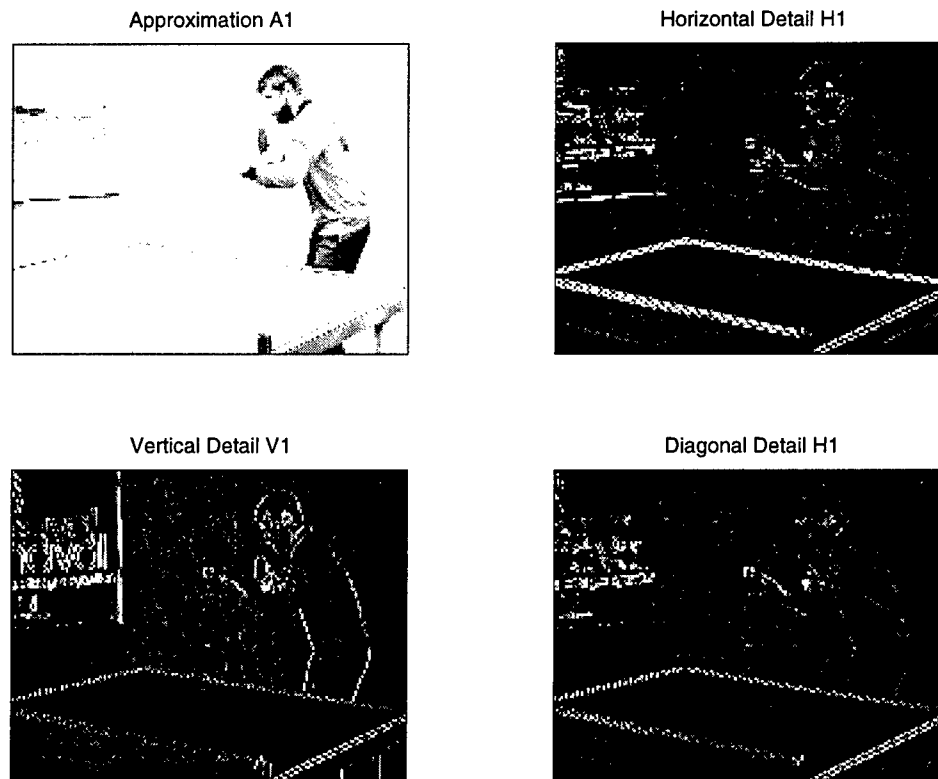 Approximation A1
Horizontal Detail H1
Vertical Detail V1
Diagonal Detail H1